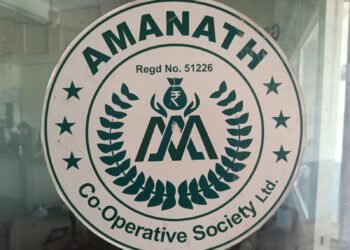 AMANATH
Regd No. 51226
₹
Co-Operative Society Ltd.